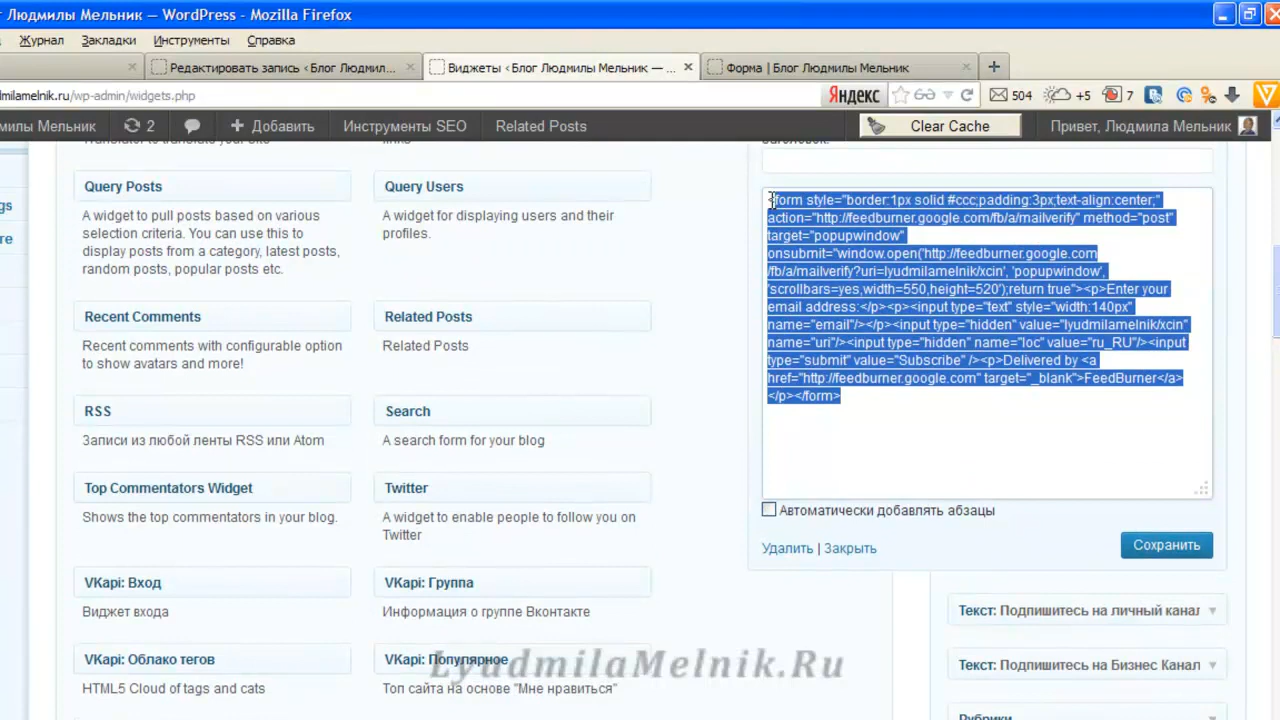 г Людмилы Мельник — WordPress - Mozilla Firefox
Журнал Закладки Инструменты Справка
Редактировать запись ‹ Блог Людмил... Виджеты ‹ Блог Людмилы Мельник — ... Форма | Блог Людмилы Мельник
dmilamelnik.ru/wp-admin/widgets.php Яндекс 504 +5 7
милы Мельник 2 Добавить Инструменты SEO Related Posts Clear Cache Привет, Людмила Мельник
Translator to translate your site links Заголовок:
Query Posts Query Users
A widget to pull posts based on various
selection criteria. You can use this to
display posts from a category, latest posts,
random posts, popular posts etc.
A widget for displaying users and their
profiles.
Recent Comments Related Posts
Recent comments with configurable option
to show avatars and more!
Related Posts
RSS Search
Записи из любой ленты RSS или Atom A search form for your blog
Top Commentators Widget Twitter
Shows the top commentators in your blog.
A widget to enable people to follow you on
Twitter
VKapi: Вход VKapi: Группа
Виджет входа Информация о группе Вконтакте
VKapi: Облако тегов VKapi: Популярное
HTML5 Cloud of tags and cats Топ сайта на основе "Мне нравиться"
gs
re
<form style="border:1px solid #ccc;padding:3px;text-align:center;"
action="http://feedburner.google.com/fb/a/mailverify" method="post"
target="popupwindow"
onsubmit="window.open('http://feedburner.google.com
/fb/a/mailverify?uri=lyudmilamelnik/xcin', 'popupwindow',
'scrollbars=yes,width=550,height=520');return true"><p>Enter your
email address:</p><p><input type="text" style="width:140px"
name="email"/></p><input type="hidden" value="lyudmilamelnik/xcin"
name="uri"/><input type="hidden" name="loc" value="ru_RU"/><input
type="submit" value="Subscribe" /><p>Delivered by <a
href="http://feedburner.google.com" target="_blank">FeedBurner</a>
</p></form>
Автоматически добавлять абзацы
Удалить | Закрыть Сохранить
Текст: Подпишитесь на личный канал
Текст: Подпишитесь на Бизнес Канал
Рубрики
LyudmilaMelnik.Ru